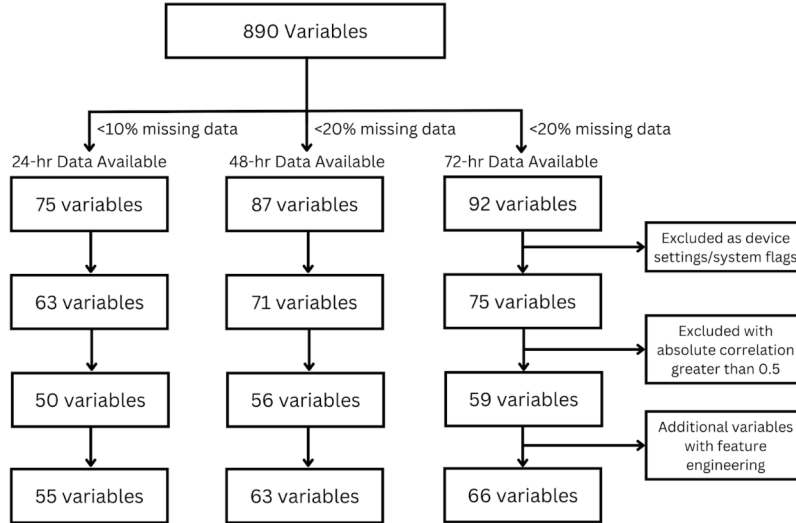 890 Variables
<10% missing data
<20% missing data
<20% missing data
24-hr Data Available
48-hr Data Available
72-hr Data Available
75 variables
87 variables
92 variables
Excluded as device
settings/system flags
63 variables
71 variables
75 variables
Excluded with
absolute correlation
greater than 0.5
50 variables
56 variables
59 variables
Additional variables
with feature
engineering
55 variables
63 variables
66 variables